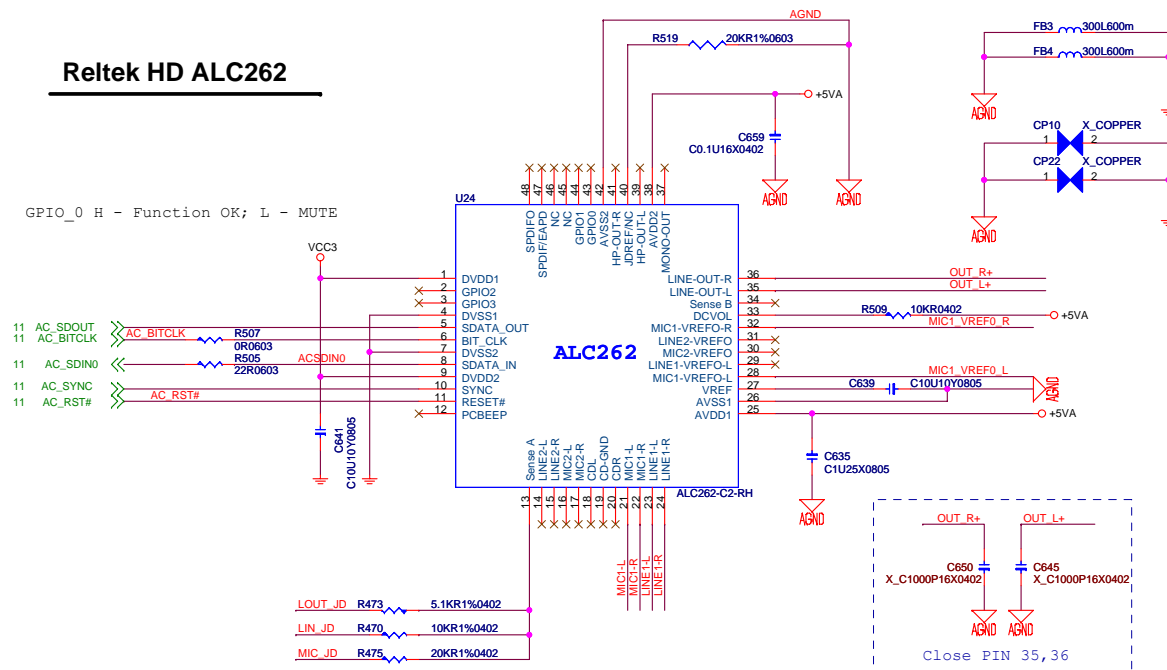 Reltek HD ALC262
GPIO_0 H - Function OK; L - MUTE
AGND
R519 20KR1%0603
+5VA
C659
C0.1U16X0402
AGND
AGND
FB3 300L600m
FB4 300L600m
AGND
CP10 X_COPPER
1 2
CP22 X_COPPER
1 2
AGND
U24
48 47 46 45 44 43 42 41 40 39 38 37
SPDIFO
SPDIF/EAPD
NC
NC
GPIO1
GPIO0
AVSS2
HP-OUT-R
JDREF/NC
HP-OUT-L
AVDD2
MONO-OUT
VCC3
1 DVDD1
2 GPIO2
3 GPIO3
4 DVSS1
11 AC_SDOUT 5 SDATA_OUT
11 AC_BITCLK AC_BITCLK R507 6 BIT_CLK
0R0603
7 DVSS2
11 AC_SDIN0 R505 ACSDIN0 8 SDATA_IN
22R0603
9 DVDD2
11 AC_SYNC 10 SYNC
11 AC_RST# AC_RST# 11 RESET#
12 PCBEEP
C641
C10U10Y0805
ALC262
LINE-OUT-R 36 OUT_R+
LINE-OUT-L 35 OUT_L+
Sense B 34
DCVOL 33 R509 10KR0402 +5VA
MIC1-VREFO-R 32 MIC1_VREF0_R
LINE2-VREFO 31
MIC2-VREFO 30
LINE1-VREFO-L 29
MIC1-VREFO-L 28 MIC1_VREF0_L
VREF 27 C639 C10U10Y0805 AGND
AVSS1 26
AVDD1 25 +5VA
C635
C1U25X0805
AGND
Sense A
LINE2-L
LINE2-R
MIC2-L
MIC2-R
CDL
CD-GND
CDR
MIC1-L
MIC1-R
LINE1-L
LINE1-R
13 14 15 16 17 18 19 20 21 22 23 24
ALC262-C2-RH
MIC1-L
MIC1-R
LINE1-L
LINE1-R
LOUT_JD R473 5.1KR1%0402
LIN_JD R470 10KR1%0402
MIC_JD R475 20KR1%0402
OUT_R+ OUT_L+
C650 C645
X_C1000P16X0402 X_C1000P16X0402
AGND AGND
Close PIN 35,36